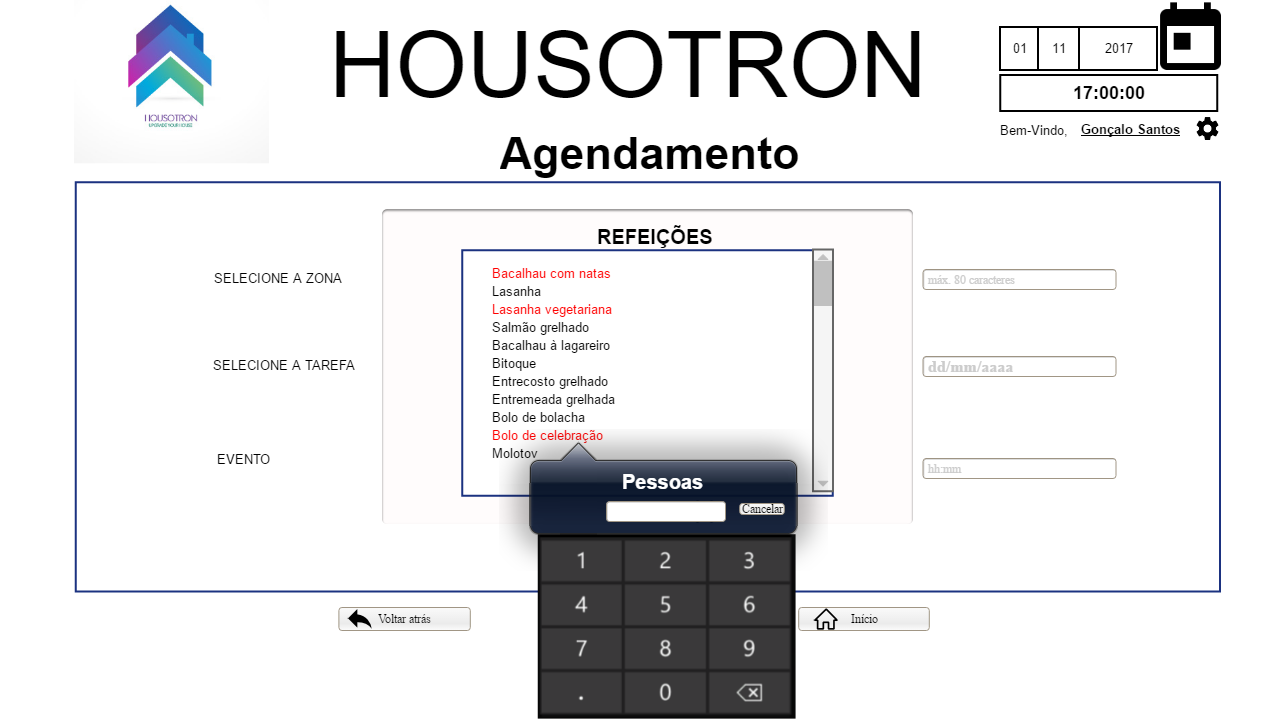 HOUSOTRON
UPGRADE YOUR HOUSE
HOUSOTRON
01 11 2017
17:00:00
Bem-Vindo, Gonçalo Santos
Agendamento
SELECIONE A ZONA
SELECIONE A TAREFA
EVENTO
REFEIÇÕES
Bacalhau com natas
Lasanha
Lasanha vegetariana
Salmão grelhado
Bacalhau à lagareiro
Bitoque
Entrecosto grelhado
Entremeada grelhada
Bolo de bolacha
Bolo de celebração
Molotov
máx. 80 caracteres
dd/mm/aaaa
hh:mm
Pessoas
Cancelar
1 2 3
4 5 6
7 8 9
. 0
Voltar atrás
Início